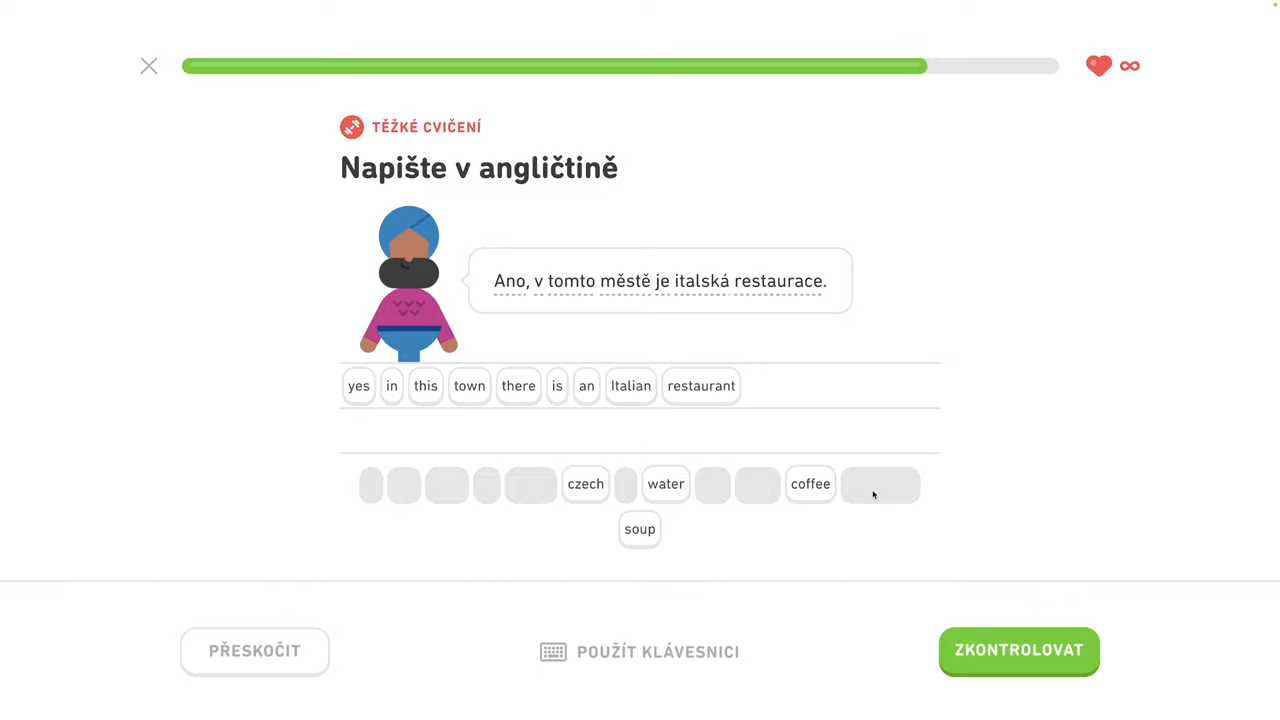 TĚŽKÉ CVIČENÍ
Napište v angličtině
Ano, v tomto městě je italská restaurace.
yes in this town there is an Italian restaurant
czech water coffee
soup
PŘESKOČIT POUŽÍT KLÁVESNICI ZKONTROLOVAT